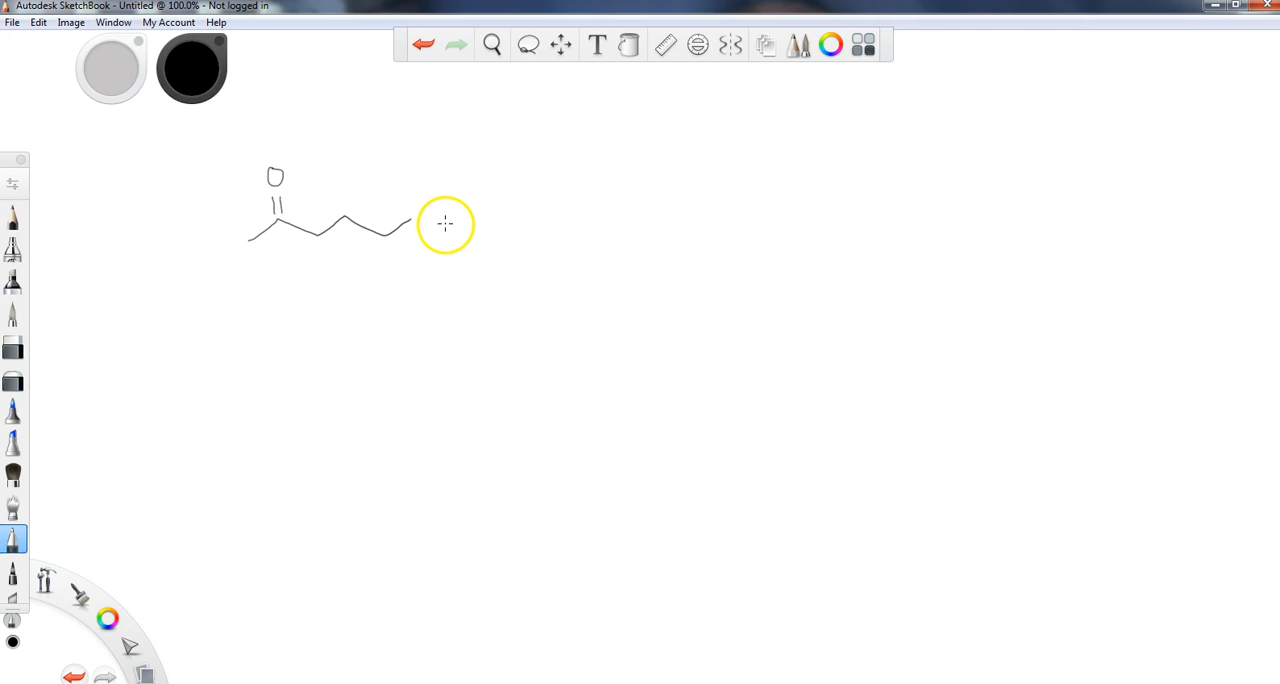 Autodesk SketchBook - Untitled @ 100.0% - Not logged in
File Edit Image Window My Account Help
T
O